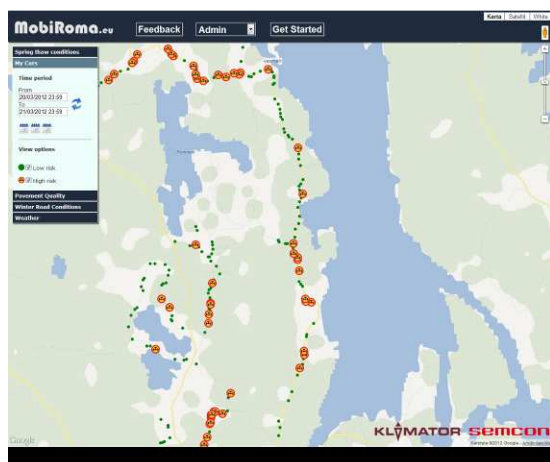 MobiRoma.eu
Feedback
Admin
Get Started
Karta
Satellit
Spring thaw conditions
My Cars
Time period
From
20/03/2012 23:59
To
21/03/2012 23:59
View options
Low risk
High risk
Pavement Quality
Winter Road Conditions
Weather
KLIMATOR SEMCON
Google